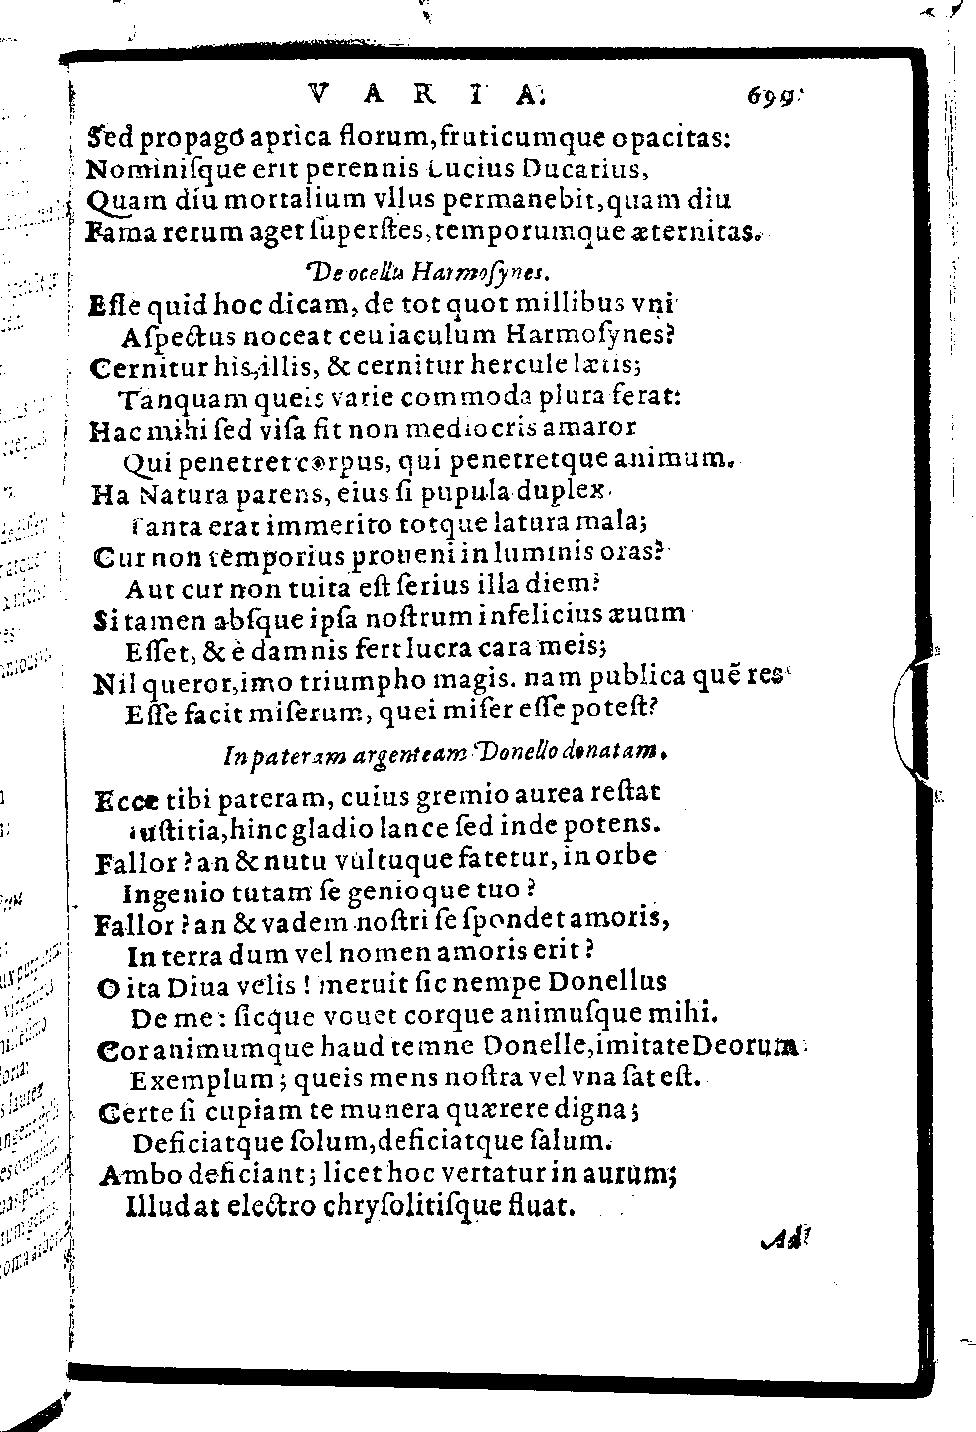 VARIA. 699
Sed propago aprica florum, fruticumque opacitas:
Nominiſque erit perennis Lucius Ducarius,
Quam diu mortalium vllus permanebit, quam diu
Fama rerum aget ſuperſtes, temporumque æternitas.
De ocellis Harmoſynes.
Eſſe quid hoc dicam, de tot quot millibus vni
Aſpectus noceat ceu iaculum Harmoſynes?
Cernitur his, illis, & cernitur hercule lætis;
Tanquam queis varie commoda plura ferat:
Hac mihi ſed viſa fit non mediocris amaror
Qui penetret corpus, qui penetretque animum.
Ha Natura parens, eius ſi pupula duplex
Tanta erat immerito totque latura mala;
Cur non temporius proueni in luminis oras?
Aut cur non tuita eſt ſerius illa diem?
Si tamen abſque ipſa noſtrum infelicius æuum
Eſſet, & è damnis fert lucra cara meis;
Nil queror, imo triumpho magis. nam publica quẽ res
Eſſe facit miſerum, quei miſer eſſe poteſt?
In pateram argenteam Donello donatam.
Ecce tibi pateram, cuius gremio aurea reſtat
Iuſtitia, hinc gladio lance ſed inde potens.
Fallor? an & nutu vultuque fatetur, in orbe
Ingenio tutam ſe genioque tuo?
Fallor? an & vadem noſtri ſe ſpondet amoris,
In terra dum vel nomen amoris erit?
O ita Diua velis! meruit ſic nempe Donellus
De me: ſicque vouet corque animuſque mihi.
Cor animumque haud temne Donelle, imitate Deorum
Exemplum; queis mens noſtra vel vna ſat eſt.
Certe ſi cupiam te munera quærere digna;
Deficiatque ſolum, deficiatque ſalum.
Ambo deficiant; licet hoc vertatur in aurum;
Illud at electro chryſolitiſque fluat.
Ad